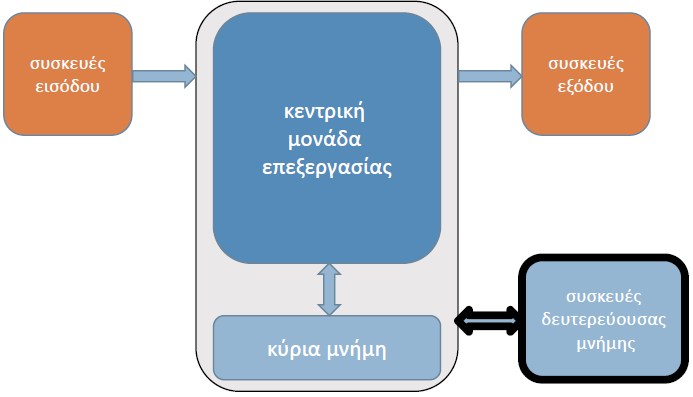 συσκευές
εισόδου
κεντρική
μονάδα
επεξεργασίας
συσκευές
εξόδου
κύρια μνήμη
συσκευές
δευτερεύουσας
μνήμης